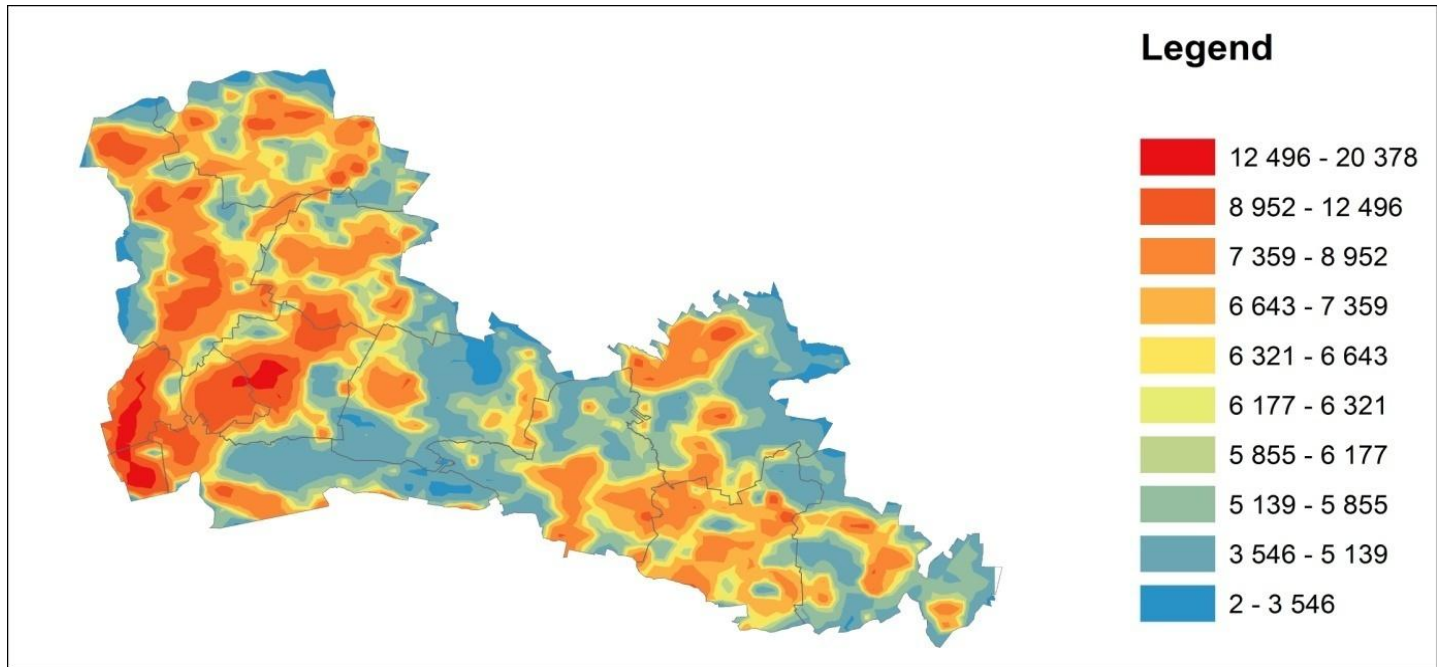 Legend
12 496 - 20 378
8 952 - 12 496
7 359 - 8 952
6 643 - 7 359
6 321 - 6 643
6 177 - 6 321
5 855 - 6 177
5 139 - 5 855
3 546 - 5 139
2 - 3 546